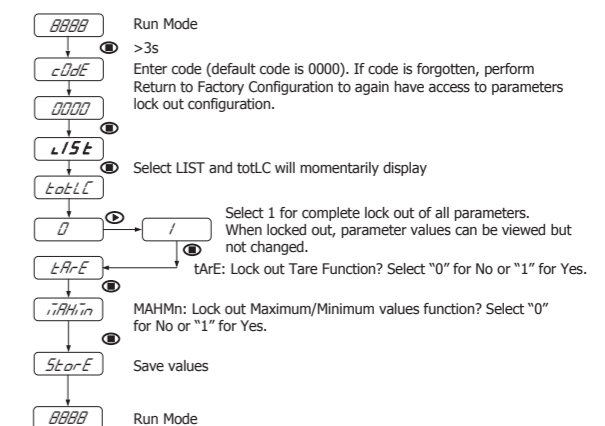 8888 Run Mode
>3s
c0dE Enter code (default code is 0000). If code is forgotten, perform
Return to Factory Configuration to again have access to parameters
lock out configuration.
0000
LISt
Select LIST and totLC will momentarily display
totLC
0 1 Select 1 for complete lock out of all parameters.
When locked out, parameter values can be viewed but
not changed.
tArE tArE: Lock out Tare Function? Select “0” for No or “1” for Yes.
MAHMn MAHMn: Lock out Maximum/Minimum values function? Select “0”
for No or “1” for Yes.
StorE Save values
8888 Run Mode